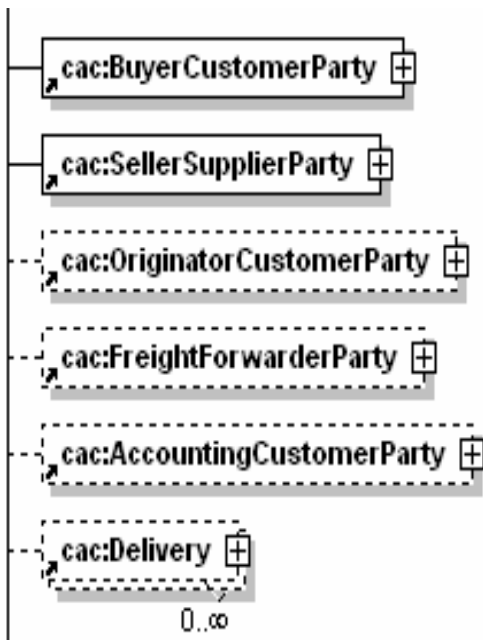 cac:BuyerCustomerParty
cac:SellerSupplierParty
cac:OriginatorCustomerParty
cac:FreightForwarderParty
cac:AccountingCustomerParty
cac:Delivery
0..∞